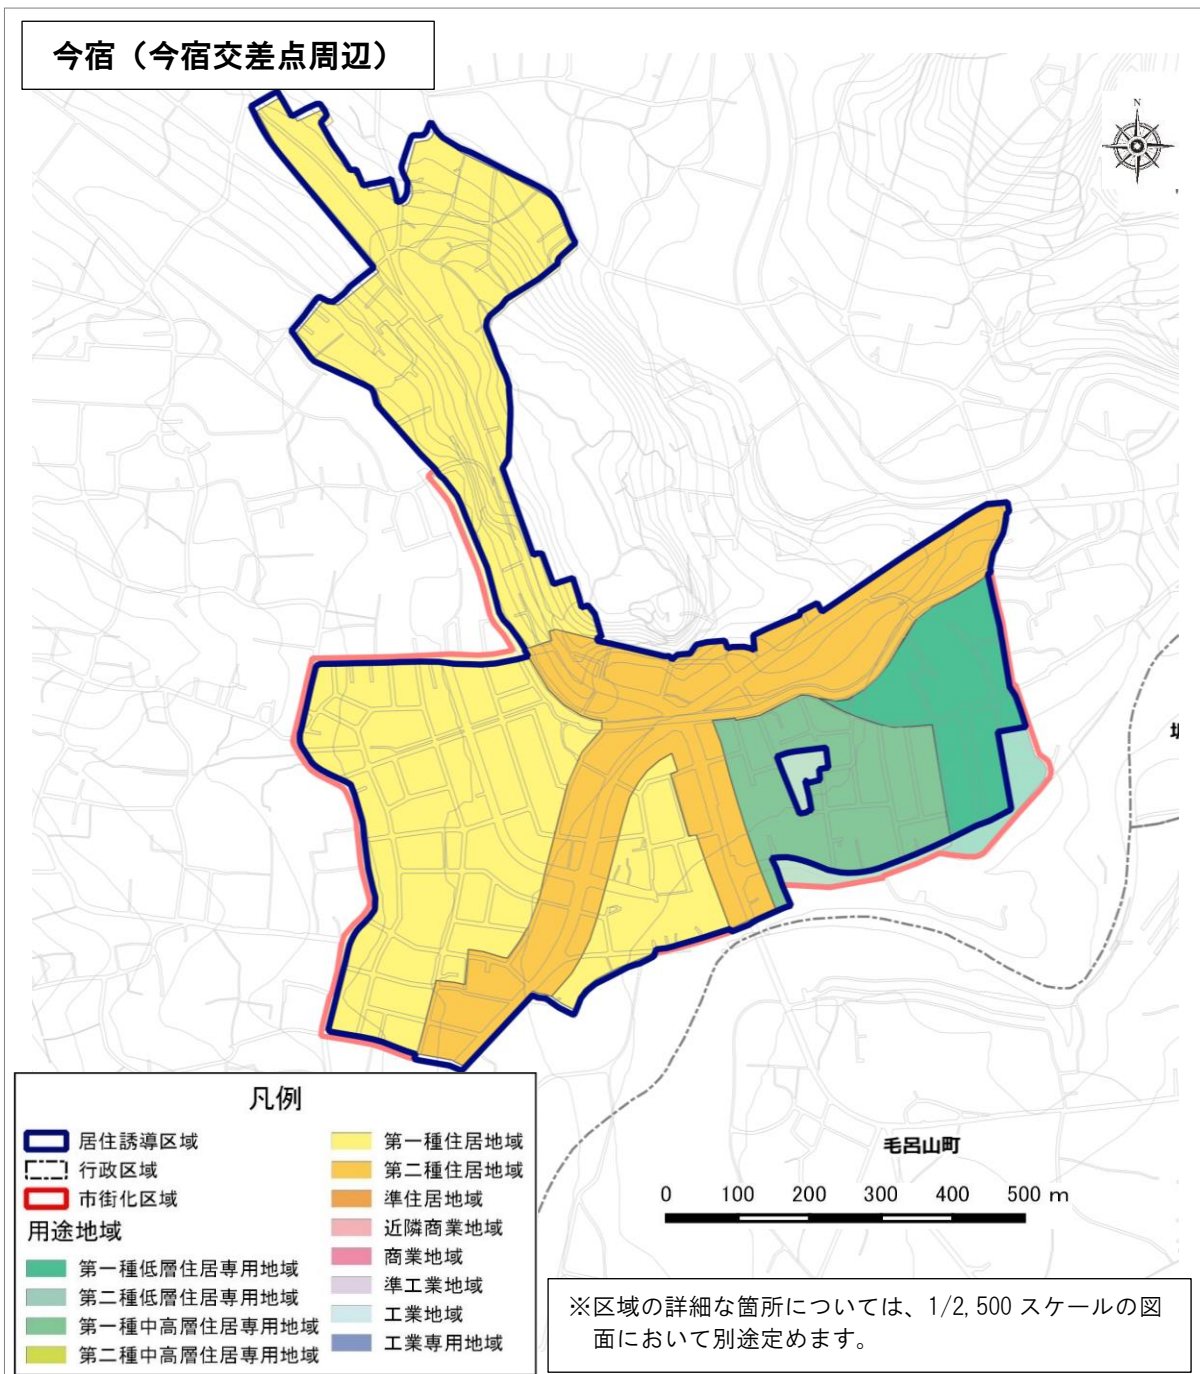 今宿（今宿交差点周辺）
N
毛呂山町
0 100 200 300 400 500 m
凡例
居住誘導区域
行政区域
市街化区域
用途地域
第一種低層住居専用地域
第二種低層住居専用地域
第一種中高層住居専用地域
第二種中高層住居専用地域
第一種住居地域
第二種住居地域
準住居地域
近隣商業地域
商業地域
準工業地域
工業地域
工業専用地域
※区域の詳細な箇所については、1/2,500 スケールの図
面において別途定めます。